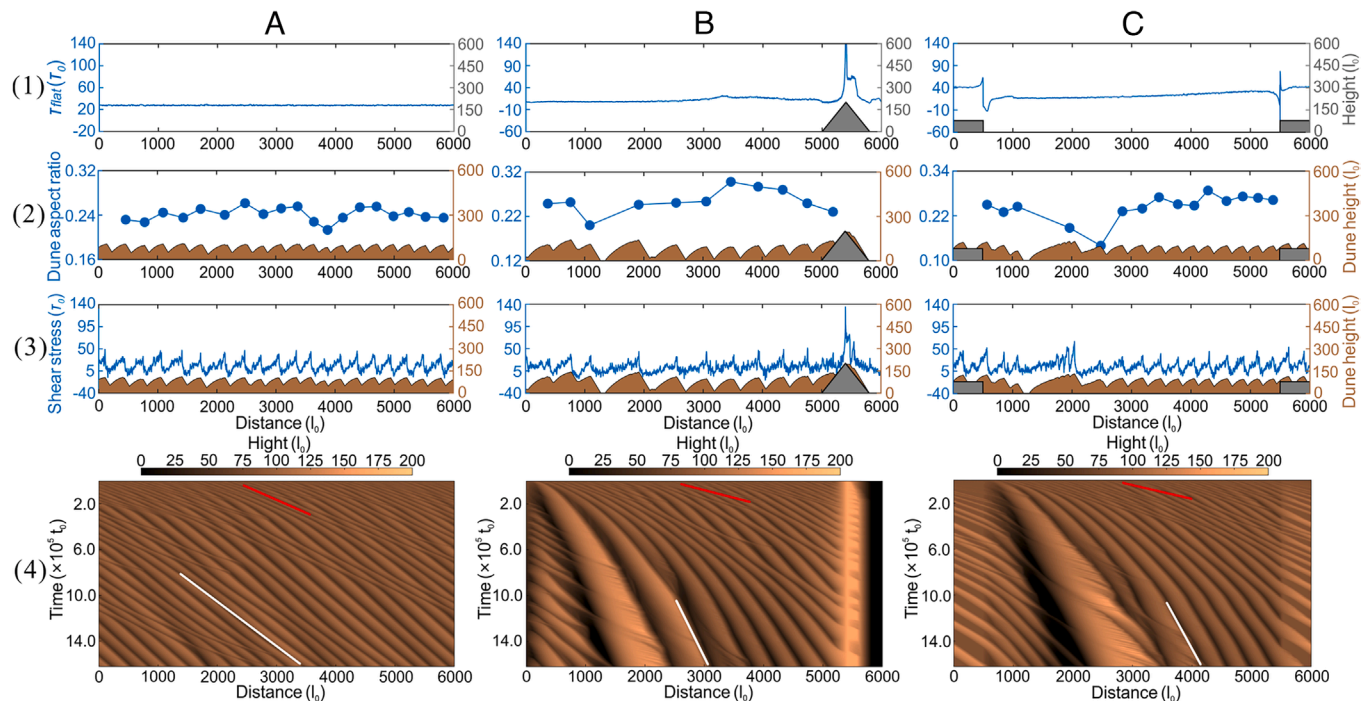 A B C
(1)
Tflat (τ0)
140 100 60 20 -20
600 450 300 150 0
0 1000 2000 3000 4000 5000 6000
140 90 40 -10 -60
600 450 300 150 0
0 1000 2000 3000 4000 5000 6000
140 90 40 -10 -60
600 450 300 150 0
Height (l0)
0 1000 2000 3000 4000 5000 6000
(2)
Dune aspect ratio
0.32 0.24 0.16
600 300 0
0 1000 2000 3000 4000 5000 6000
0.32 0.22 0.12
600 300 0
0 1000 2000 3000 4000 5000 6000
0.34 0.22 0.10
600 300 0
Dune height (l0)
0 1000 2000 3000 4000 5000 6000
(3)
Shear stress (τ0)
140 95 50 5 -40
600 450 300 150 0
0 1000 2000 3000 4000 5000 6000
Distance (l0)
140 95 50 5 -40
600 450 300 150 0
0 1000 2000 3000 4000 5000 6000
Distance (l0)
140 95 50 5 -40
600 450 300 150 0
Dune height (l0)
0 1000 2000 3000 4000 5000 6000
Distance (l0)
Hight (l0)
0 25 50 75 100 125 150 175 200
Hight (l0)
0 25 50 75 100 125 150 175 200
Hight (l0)
0 25 50 75 100 125 150 175 200
(4)
Time (×10⁵ t0)
2.0 6.0 10.0 14.0
0 1000 2000 3000 4000 5000 6000
Distance (l0)
Time (×10⁵ t0)
2.0 6.0 10.0 14.0
0 1000 2000 3000 4000 5000 6000
Distance (l0)
Time (×10⁵ t0)
2.0 6.0 10.0 14.0
0 1000 2000 3000 4000 5000 6000
Distance (l0)